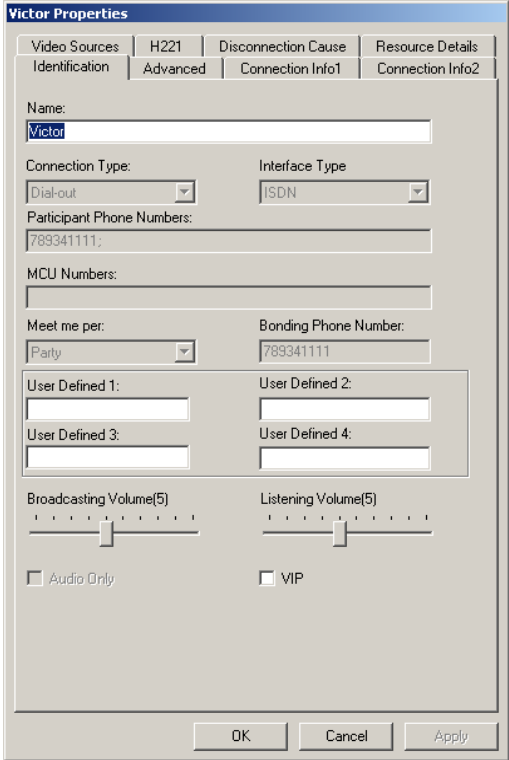 Victor Properties
Video Sources H221 Disconnection Cause Resource Details
Identification Advanced Connection Info1 Connection Info2
Name:
Victor
Connection Type: Interface Type
Dial-out ISDN
Participant Phone Numbers:
789341111;
MCU Numbers:
Meet me per: Bonding Phone Number:
Party 789341111
User Defined 1: User Defined 2:
User Defined 3: User Defined 4:
Broadcasting Volume(5) Listening Volume(5)
Audio Only VIP
OK Cancel Apply